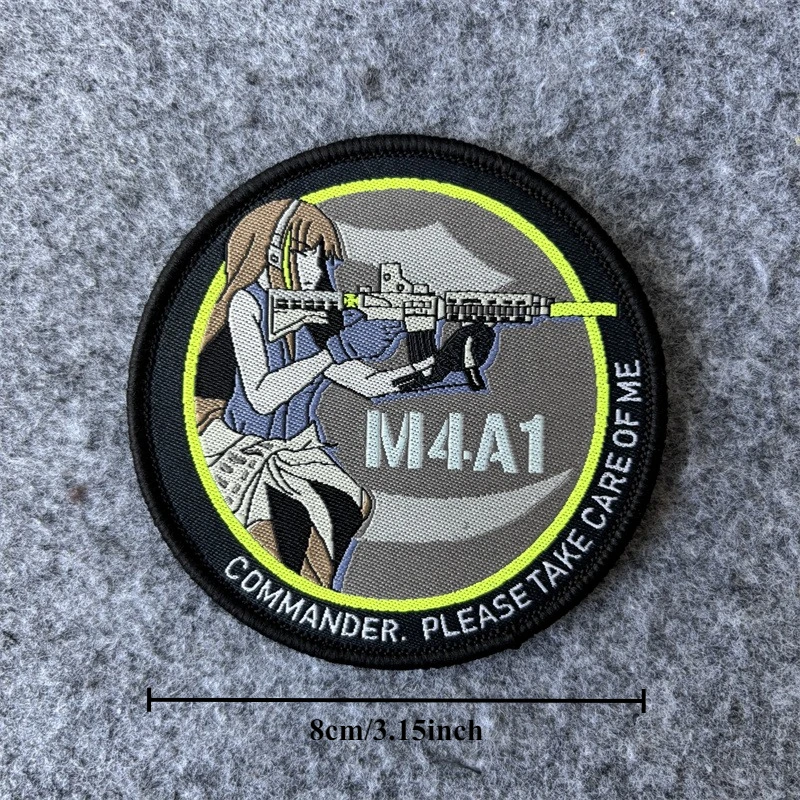 M4A1
COMMANDER. PLEASE TAKE CARE OF ME
8cm/3.15inch